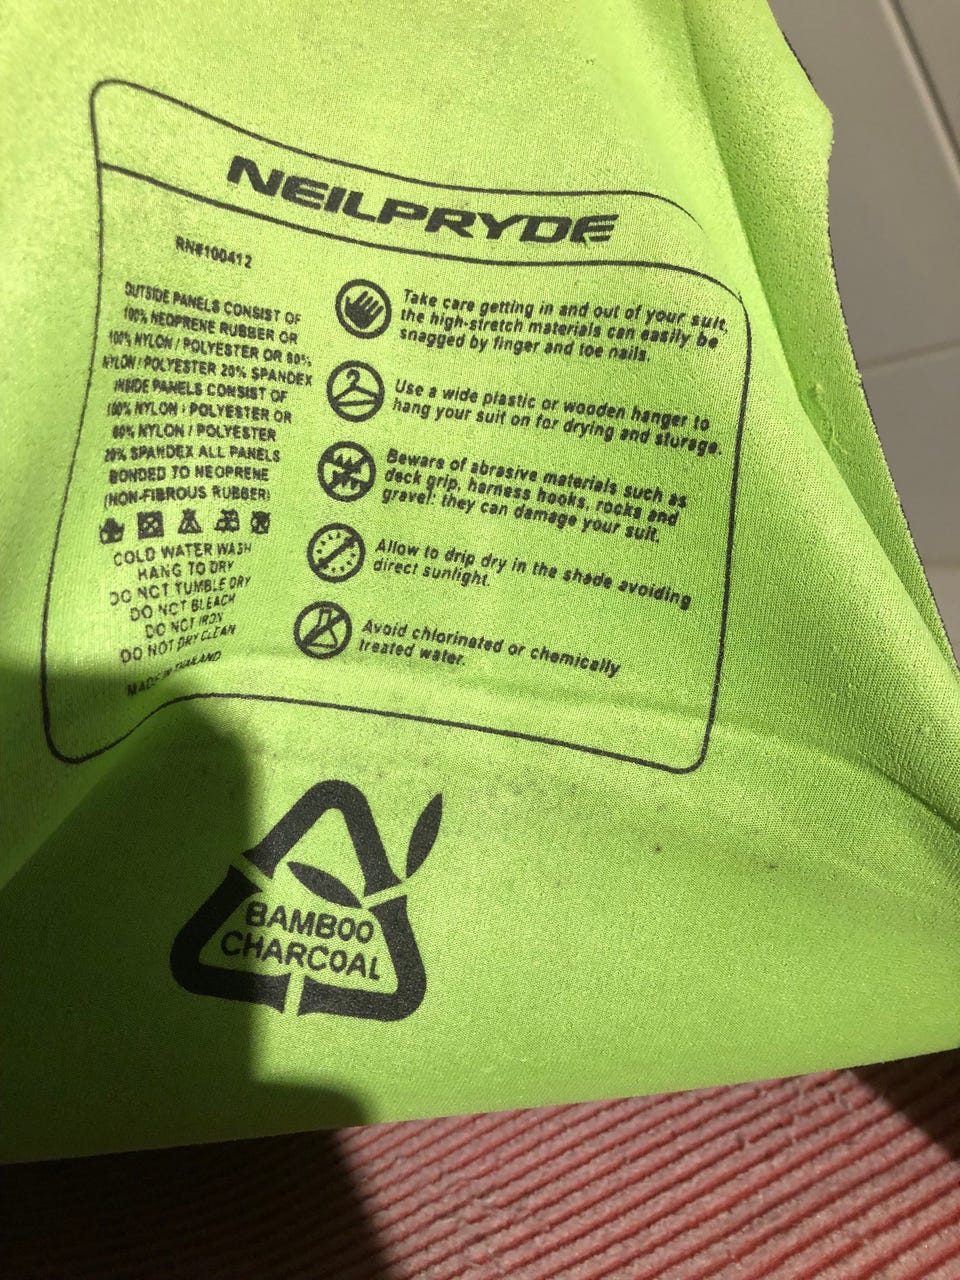 NEILPRYDE
RN#100412
OUTSIDE PANELS CONSIST OF
100% NEOPRENE RUBBER OR
100% NYLON / POLYESTER OR 80%
NYLON / POLYESTER 20% SPANDEX
INSIDE PANELS CONSIST OF
100% NYLON / POLYESTER OR
80% NYLON / POLYESTER
20% SPANDEX ALL PANELS
BONDED TO NEOPRENE
(NON-FIBROUS RUBBER)
COLD WATER WASH
HANG TO DRY
DO NOT TUMBLE DRY
DO NOT BLEACH
DO NOT IRON
DO NOT DRY CLEAN
MADE IN THAILAND
Take care getting in and out of your suit,
the high-stretch materials can easily be
snagged by finger and toe nails.
Use a wide plastic or wooden hanger to
hang your suit on for drying and storage.
Beware of abrasive materials such as
deck grip, harness hooks, rocks and
gravel: they can damage your suit.
Allow to drip dry in the shade avoiding
direct sunlight.
Avoid chlorinated or chemically
treated water.
BAMBOO
CHARCOAL